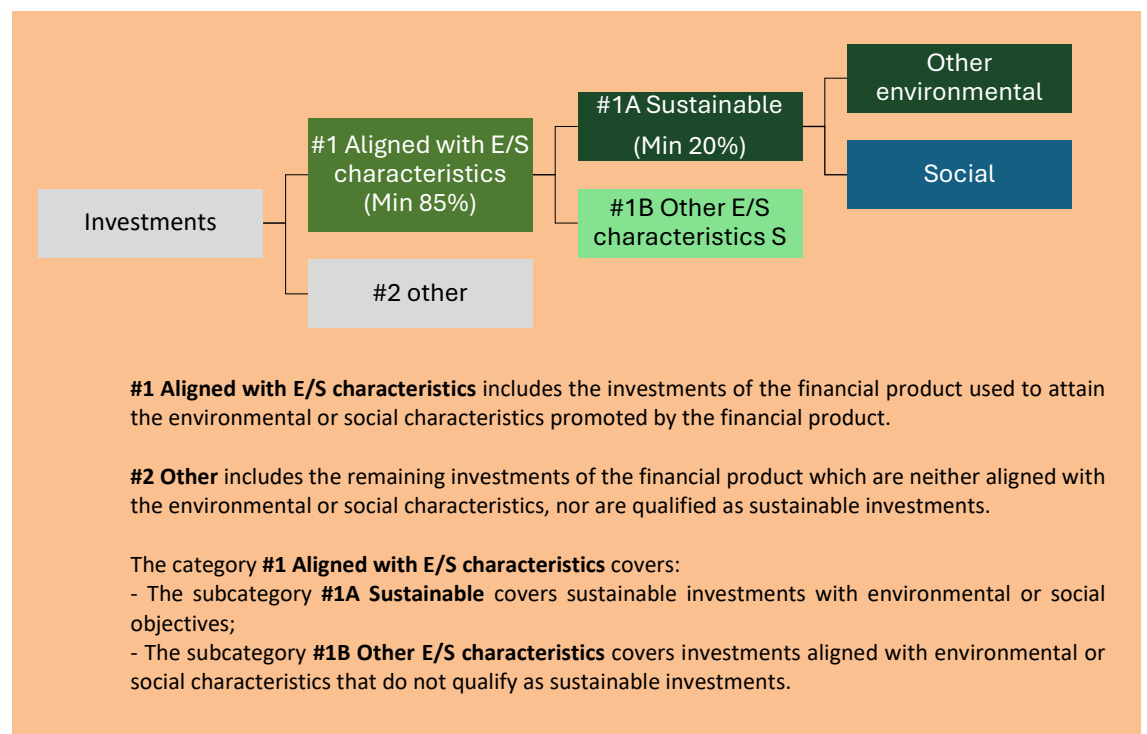 Investments
#1 Aligned with E/S
characteristics
(Min 85%)
#2 other
#1A Sustainable
(Min 20%)
#1B Other E/S
characteristics S
Other
environmental
Social
#1 Aligned with E/S characteristics includes the investments of the financial product used to attain
the environmental or social characteristics promoted by the financial product.
#2 Other includes the remaining investments of the financial product which are neither aligned with
the environmental or social characteristics, nor are qualified as sustainable investments.
The category #1 Aligned with E/S characteristics covers:
- The subcategory #1A Sustainable covers sustainable investments with environmental or social
objectives;
- The subcategory #1B Other E/S characteristics covers investments aligned with environmental or
social characteristics that do not qualify as sustainable investments.